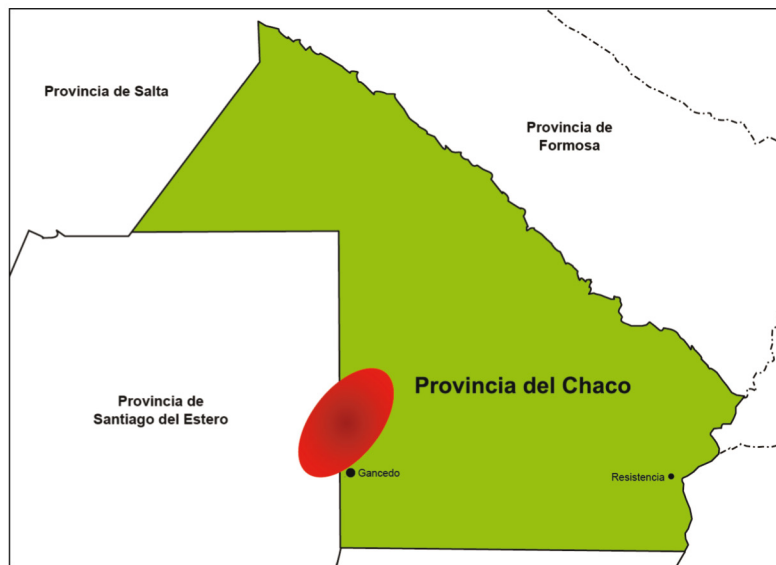 Provincia de Salta
Provincia de
Formosa
Provincia del Chaco
Provincia de
Santiago del Estero
Gancedo
Resistencia